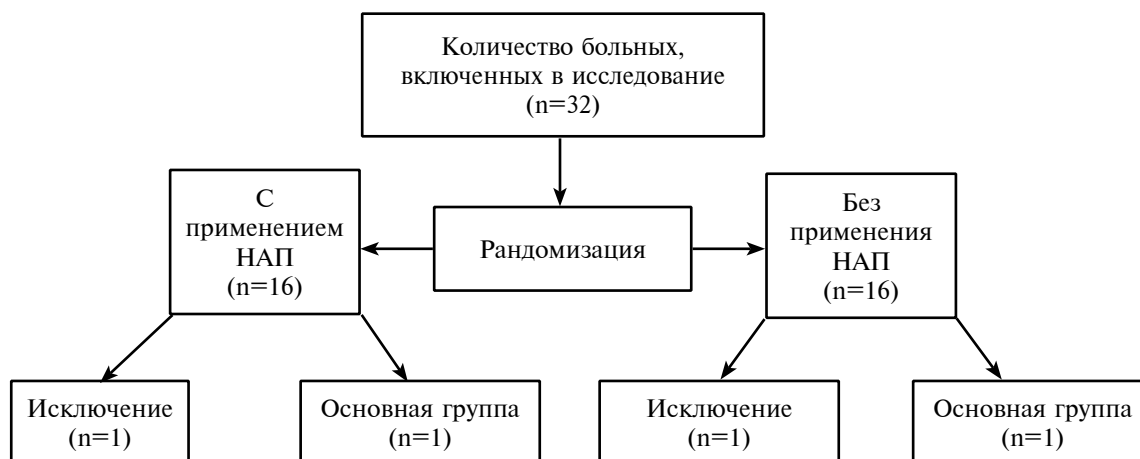 Количество больных,
включенных в исследование
(n=32)
С
применением
НАП
(n=16)
Рандомизация
Без
применения
НАП
(n=16)
Исключение
(n=1)
Основная группа
(n=1)
Исключение
(n=1)
Основная группа
(n=1)